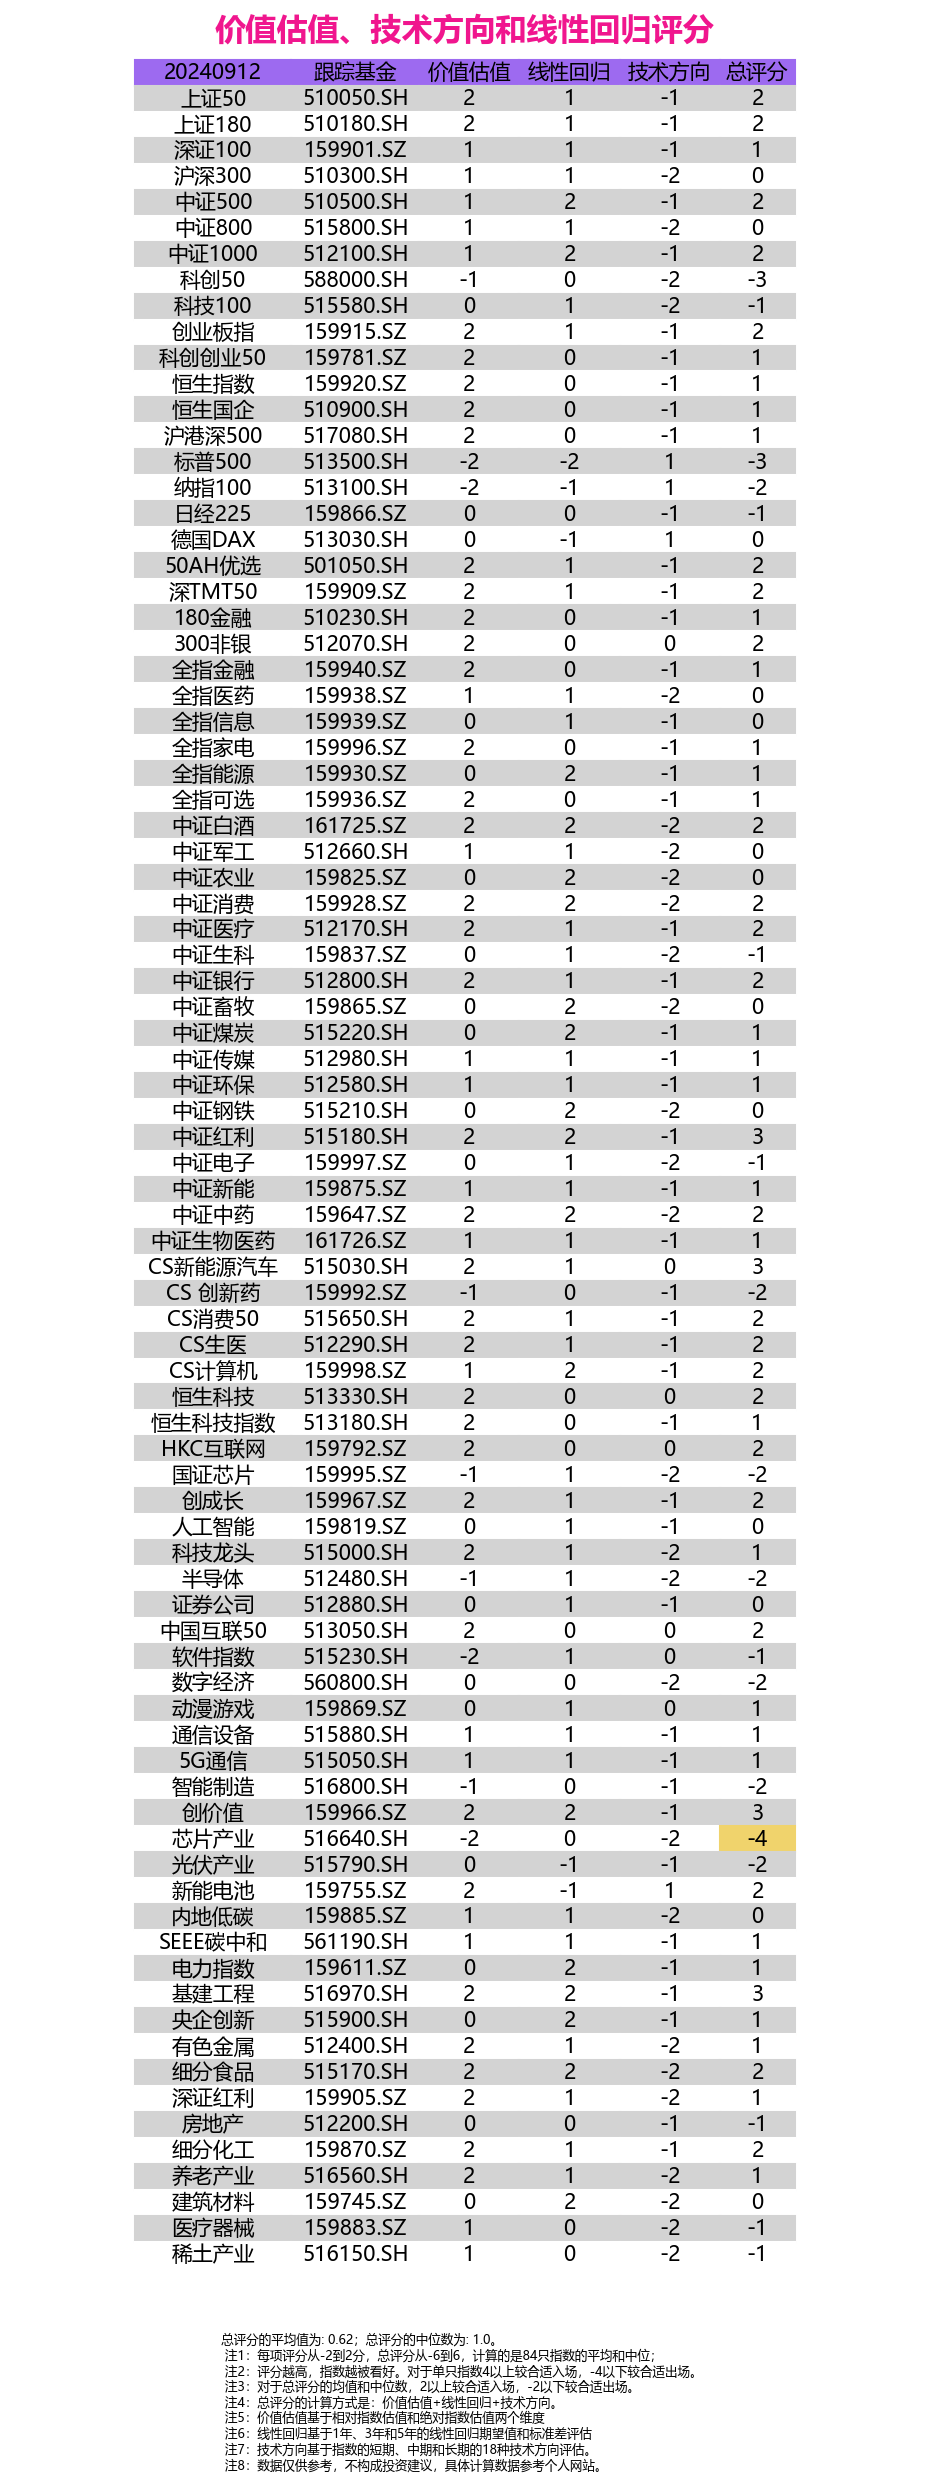 价值估值、技术方向和线性回归评分
20240912 跟踪基金 价值估值 线性回归 技术方向 总评分
上证50 510050.SH 2 1 -1 2
上证180 510180.SH 2 1 -1 2
深证100 159901.SZ 1 1 -1 1
沪深300 510300.SH 1 1 -2 0
中证500 510500.SH 1 2 -1 2
中证800 515800.SH 1 1 -2 0
中证1000 512100.SH 1 2 -1 2
科创50 588000.SH -1 0 -2 -3
科技100 515580.SH 0 1 -2 -1
创业板指 159915.SZ 2 1 -1 2
科创创业50 159781.SZ 2 0 -1 1
恒生指数 159920.SZ 2 0 -1 1
恒生国企 510900.SH 2 0 -1 1
沪港深500 517080.SH 2 0 -1 1
标普500 513500.SH -2 -2 1 -3
纳指100 513100.SH -2 -1 1 -2
日经225 159866.SZ 0 0 -1 -1
德国DAX 513030.SH 0 -1 1 0
50AH优选 501050.SH 2 1 -1 2
深TMT50 159909.SZ 2 1 -1 2
180金融 510230.SH 2 0 -1 1
300非银 512070.SH 2 0 0 2
全指金融 159940.SZ 2 0 -1 1
全指医药 159938.SZ 1 1 -2 0
全指信息 159939.SZ 0 1 -1 0
全指家电 159996.SZ 2 0 -1 1
全指能源 159930.SZ 0 2 -1 1
全指可选 159936.SZ 2 0 -1 1
中证白酒 161725.SZ 2 2 -2 2
中证军工 512660.SH 1 1 -2 0
中证农业 159825.SZ 0 2 -2 0
中证消费 159928.SZ 2 2 -2 2
中证医疗 512170.SH 2 1 -1 2
中证生科 159837.SZ 0 1 -2 -1
中证银行 512800.SH 2 1 -1 2
中证畜牧 159865.SZ 0 2 -2 0
中证煤炭 515220.SH 0 2 -1 1
中证传媒 512980.SH 1 1 -1 1
中证环保 512580.SH 1 1 -1 1
中证钢铁 515210.SH 0 2 -2 0
中证红利 515180.SH 2 2 -1 3
中证电子 159997.SZ 0 1 -2 -1
中证新能 159875.SZ 1 1 -1 1
中证中药 159647.SZ 2 2 -2 2
中证生物医药 161726.SZ 1 1 -1 1
CS新能源汽车 515030.SH 2 1 0 3
CS 创新药 159992.SZ -1 0 -1 -2
CS消费50 515650.SH 2 1 -1 2
CS生医 512290.SH 2 1 -1 2
CS计算机 159998.SZ 1 2 -1 2
恒生科技 513330.SH 2 0 0 2
恒生科技指数 513180.SH 2 0 -1 1
HKC互联网 159792.SZ 2 0 0 2
国证芯片 159995.SZ -1 1 -2 -2
创成长 159967.SZ 2 1 -1 2
人工智能 159819.SZ 0 1 -1 0
科技龙头 515000.SH 2 1 -2 1
半导体 512480.SH -1 1 -2 -2
证券公司 512880.SH 0 1 -1 0
中国互联50 513050.SH 2 0 0 2
软件指数 515230.SH -2 1 0 -1
数字经济 560800.SH 0 0 -2 -2
动漫游戏 159869.SZ 0 1 0 1
通信设备 515880.SH 1 1 -1 1
5G通信 515050.SH 1 1 -1 1
智能制造 516800.SH -1 0 -1 -2
创价值 159966.SZ 2 2 -1 3
芯片产业 516640.SH -2 0 -2 -4
光伏产业 515790.SH 0 -1 -1 -2
新能电池 159755.SZ 2 -1 1 2
内地低碳 159885.SZ 1 1 -2 0
SEEE碳中和 561190.SH 1 1 -1 1
电力指数 159611.SZ 0 2 -1 1
基建工程 516970.SH 2 2 -1 3
央企创新 515900.SH 0 2 -1 1
有色金属 512400.SH 2 1 -2 1
细分食品 515170.SH 2 2 -2 2
深证红利 159905.SZ 2 1 -2 1
房地产 512200.SH 0 0 -1 -1
细分化工 159870.SZ 2 1 -1 2
养老产业 516560.SH 2 1 -2 1
建筑材料 159745.SZ 0 2 -2 0
医疗器械 159883.SZ 1 0 -2 -1
稀土产业 516150.SH 1 0 -2 -1
总评分的平均值为: 0.62；总评分的中位数为: 1.0。
注1：每项评分从-2到2分，总评分从-6到6，计算的是84只指数的平均和中位；
注2：评分越高，指数越被看好。对于单只指数4以上较合适入场，-4以下较合适出场。
注3：对于总评分的均值和中位数，2以上较合适入场，-2以下较合适出场。
注4：总评分的计算方式是：价值估值+线性回归+技术方向。
注5：价值估值基于相对指数估值和绝对指数估值两个维度
注6：线性回归基于1年、3年和5年的线性回归期望值和标准差评估
注7：技术方向基于指数的短期、中期和长期的18种技术方向评估。
注8：数据仅供参考，不构成投资建议，具体计算数据参考个人网站。